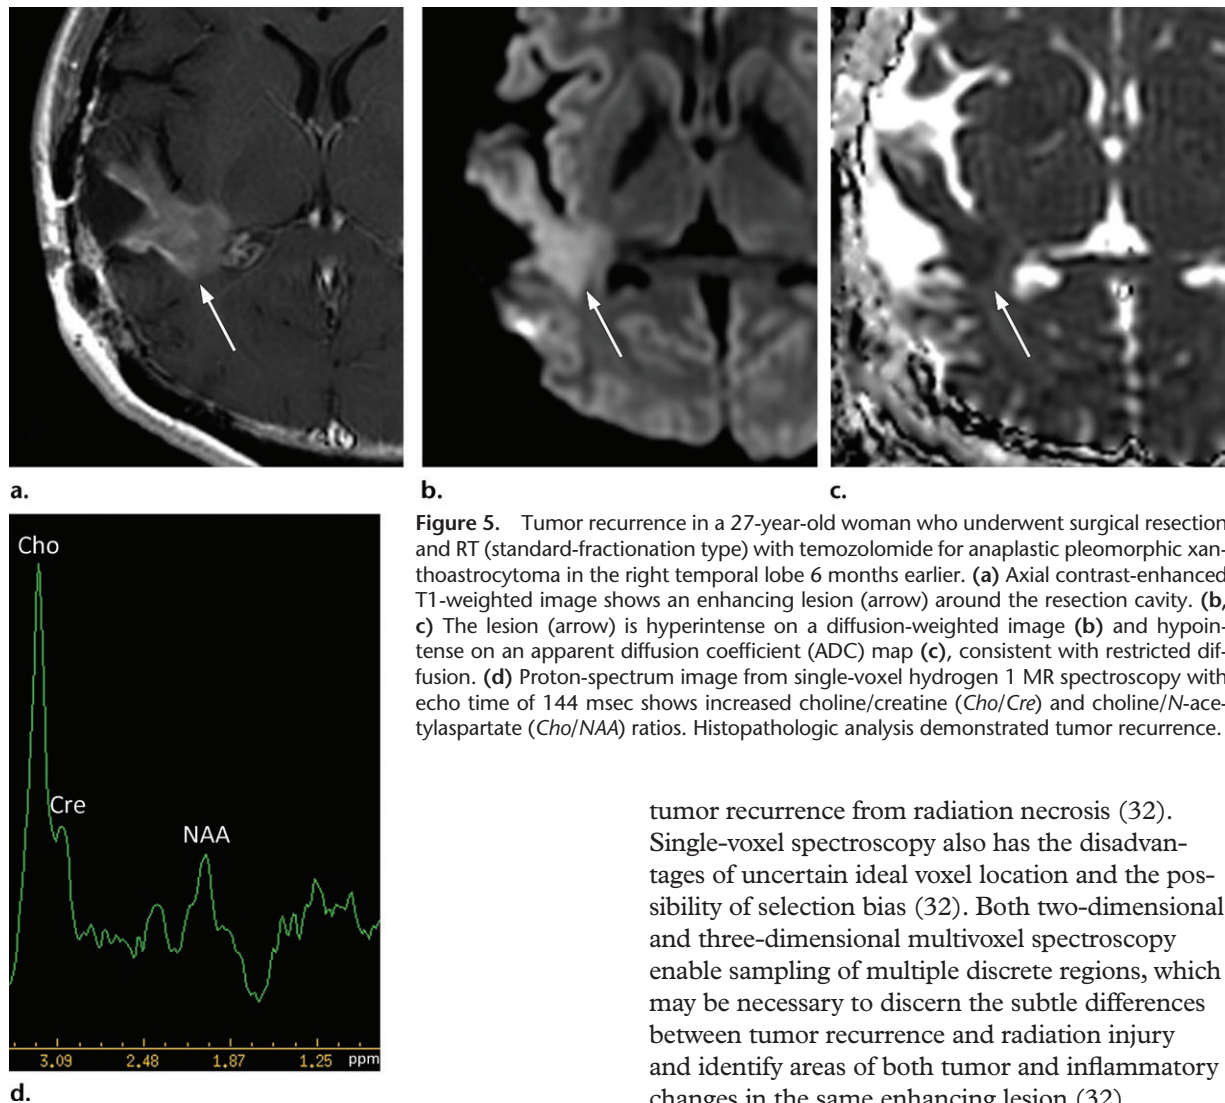 a.
b.
c.
Cho
Cre
NAA
3.09 2.48 1.87 1.25 ppm
d.
Figure 5. Tumor recurrence in a 27-year-old woman who underwent surgical resection
and RT (standard-fractionation type) with temozolomide for anaplastic pleomorphic xan-
thoastrocytoma in the right temporal lobe 6 months earlier. (a) Axial contrast-enhanced
T1-weighted image shows an enhancing lesion (arrow) around the resection cavity. (b,
c) The lesion (arrow) is hyperintense on a diffusion-weighted image (b) and hypoin-
tense on an apparent diffusion coefficient (ADC) map (c), consistent with restricted dif-
fusion. (d) Proton-spectrum image from single-voxel hydrogen 1 MR spectroscopy with
echo time of 144 msec shows increased choline/creatine (Cho/Cre) and choline/N-ace-
tylaspartate (Cho/NAA) ratios. Histopathologic analysis demonstrated tumor recurrence.
tumor recurrence from radiation necrosis (32).
Single-voxel spectroscopy also has the disadvan-
tages of uncertain ideal voxel location and the pos-
sibility of selection bias (32). Both two-dimensional
and three-dimensional multivoxel spectroscopy
enable sampling of multiple discrete regions, which
may be necessary to discern the subtle differences
between tumor recurrence and radiation injury
and identify areas of both tumor and inflammatory
changes in the same enhancing lesion (32).